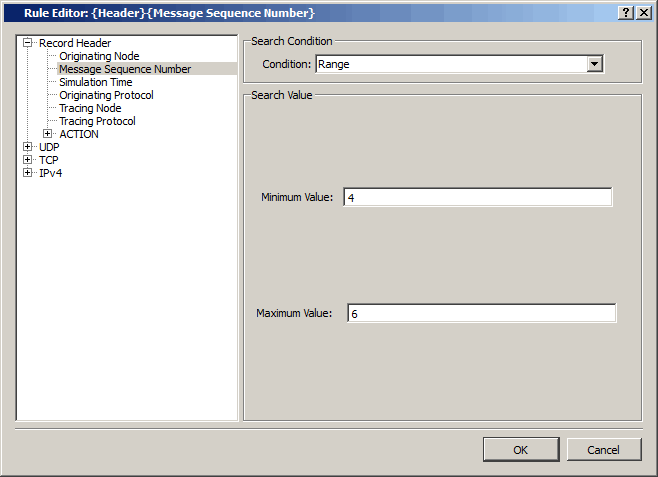 Rule Editor: {Header}{Message Sequence Number}
Record Header
Originating Node
Message Sequence Number
Simulation Time
Originating Protocol
Tracing Node
Tracing Protocol
ACTION
UDP
TCP
IPv4
Search Condition
Condition: Range
Search Value
Minimum Value: 4
Maximum Value: 6
OK Cancel